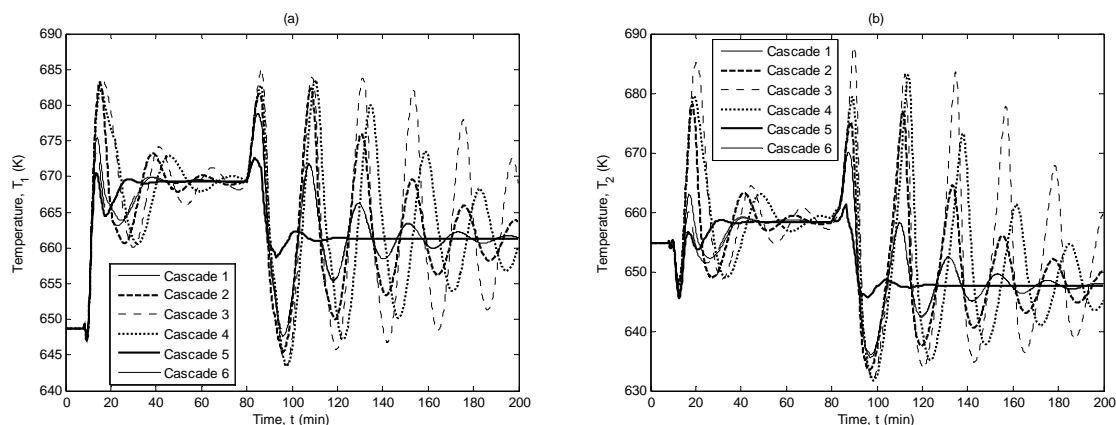 (a)
690
685
680
675
670
665
660
655
650
645
640
0 20 40 60 80 100 120 140 160 180 200
Temperature, T1 (K)
Time, t (min)
Cascade 1
Cascade 2
Cascade 3
Cascade 4
Cascade 5
Cascade 6
(b)
690
680
670
660
650
640
630
0 20 40 60 80 100 120 140 160 180 200
Temperature, T2 (K)
Time, t (min)
Cascade 1
Cascade 2
Cascade 3
Cascade 4
Cascade 5
Cascade 6